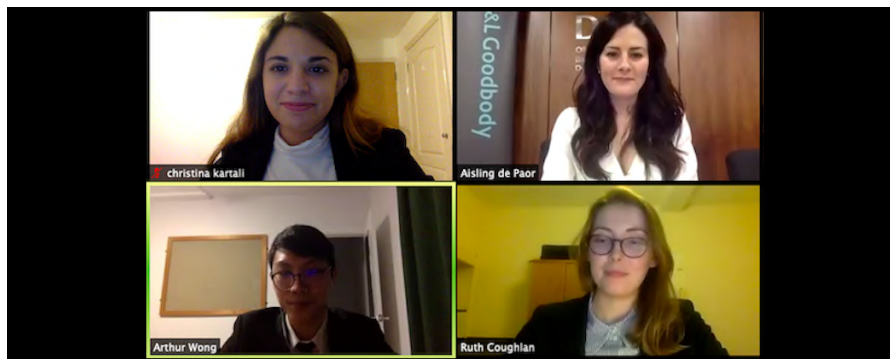 &L Goodbody
D
christina kartali
Aisling de Paor
Arthur Wong
Ruth Coughlan